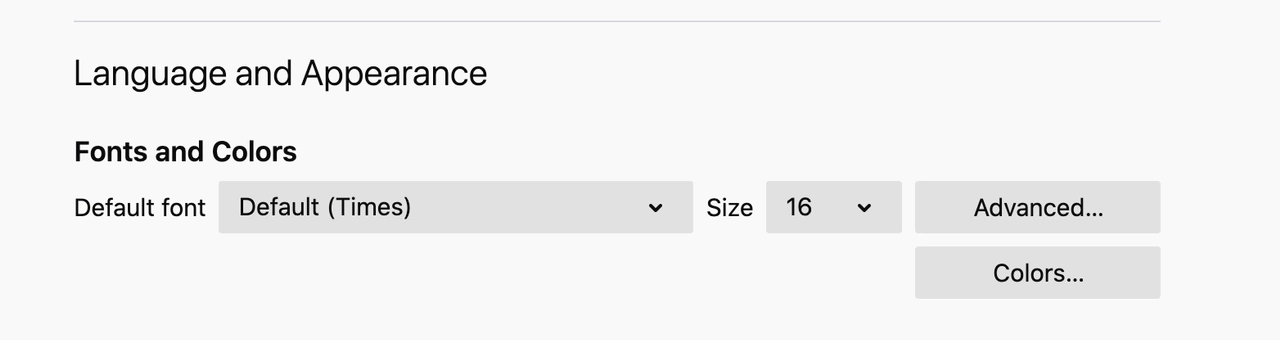 Language and Appearance
Fonts and Colors
Default font Default (Times) Size 16 Advanced...
Colors...